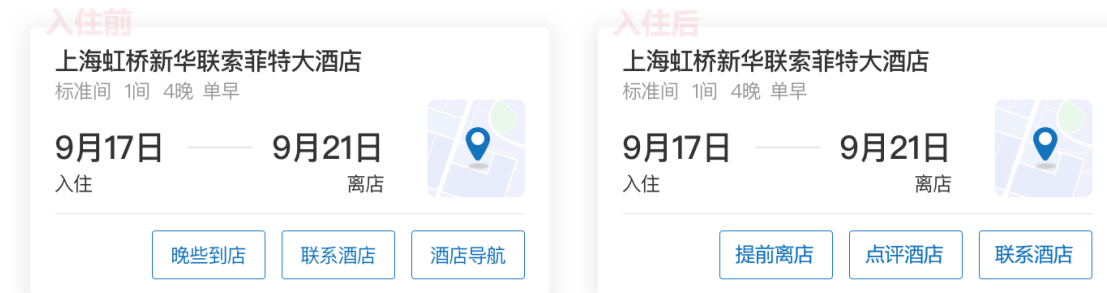 入住前
上海虹桥新华联索菲特大酒店
标准间 1间 4晚 单早
9月17日 9月21日
入住 离店
晚些到店 联系酒店 酒店导航
入住后
上海虹桥新华联索菲特大酒店
标准间 1间 4晚 单早
9月17日 9月21日
入住 离店
提前离店 点评酒店 联系酒店